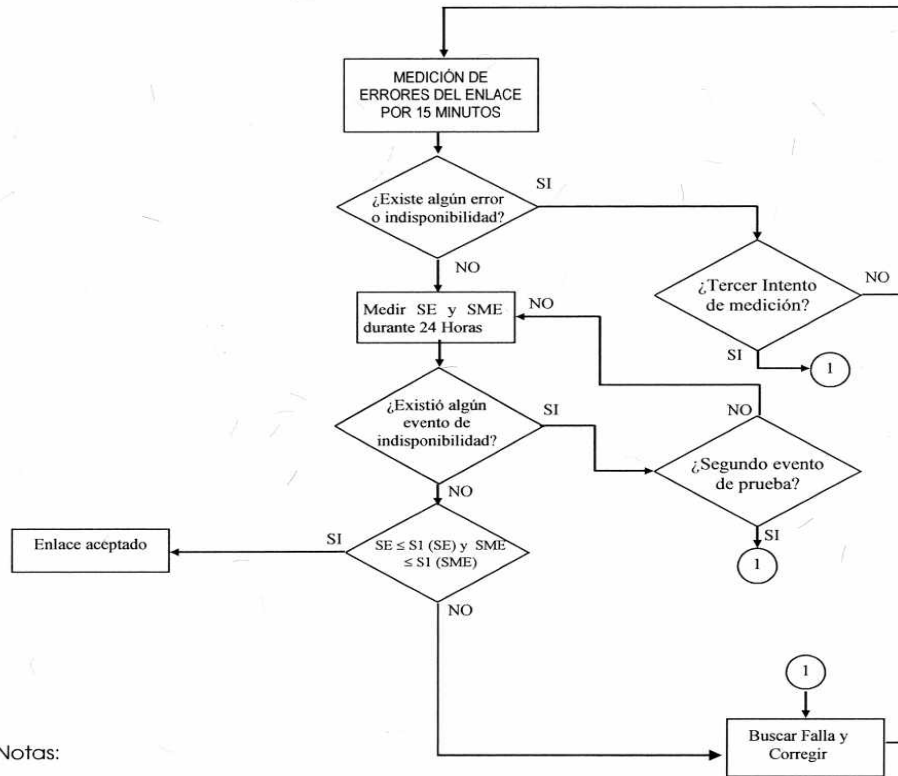 MEDICIÓN DE
ERRORES DEL ENLACE
POR 15 MINUTOS
¿Existe algún error
o indisponibilidad?
SI
NO
¿Tercer Intento
de medición?
NO
SI
1
Medir SE y SME
durante 24 Horas
NO
¿Existió algún
evento de
indisponibilidad?
SI
NO
NO
¿Segundo evento
de prueba?
SI
1
SE ≤ S1 (SE) y SME
≤ S1 (SME)
SI
Enlace aceptado
NO
1
Buscar Falla y
Corregir
Notas: